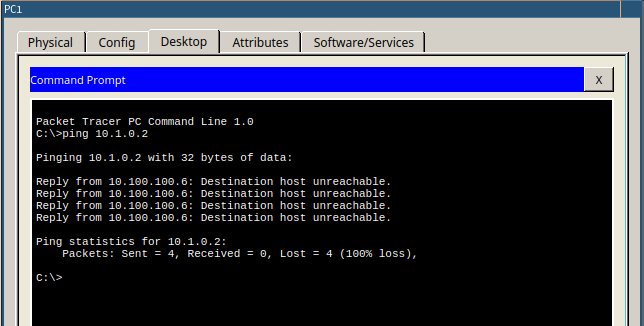 PC1
Physical Config Desktop Attributes Software/Services
Command Prompt X
Packet Tracer PC Command Line 1.0
C:\>ping 10.1.0.2
Pinging 10.1.0.2 with 32 bytes of data:
Reply from 10.100.100.6: Destination host unreachable.
Reply from 10.100.100.6: Destination host unreachable.
Reply from 10.100.100.6: Destination host unreachable.
Reply from 10.100.100.6: Destination host unreachable.
Ping statistics for 10.1.0.2:
Packets: Sent = 4, Received = 0, Lost = 4 (100% loss),
C:\>